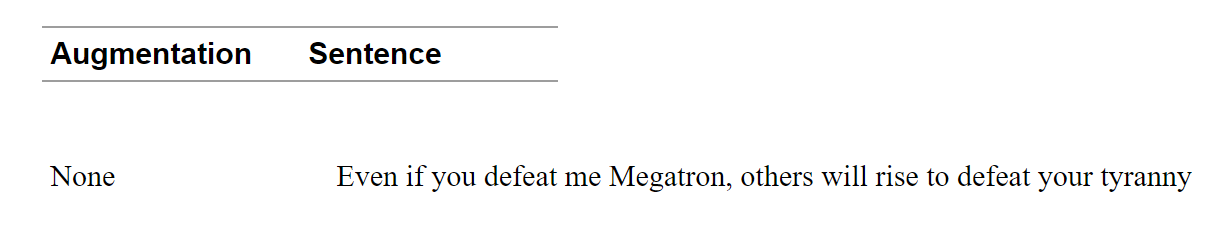 Augmentation Sentence
None Even if you defeat me Megatron, others will rise to defeat your tyranny